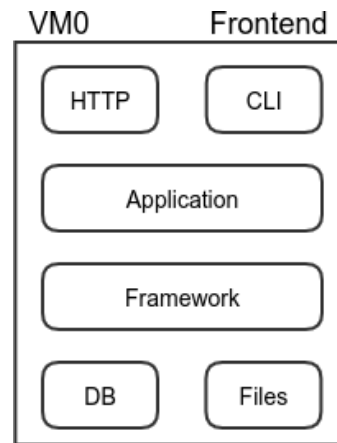 VM0 Frontend
HTTP CLI
Application
Framework
DB Files